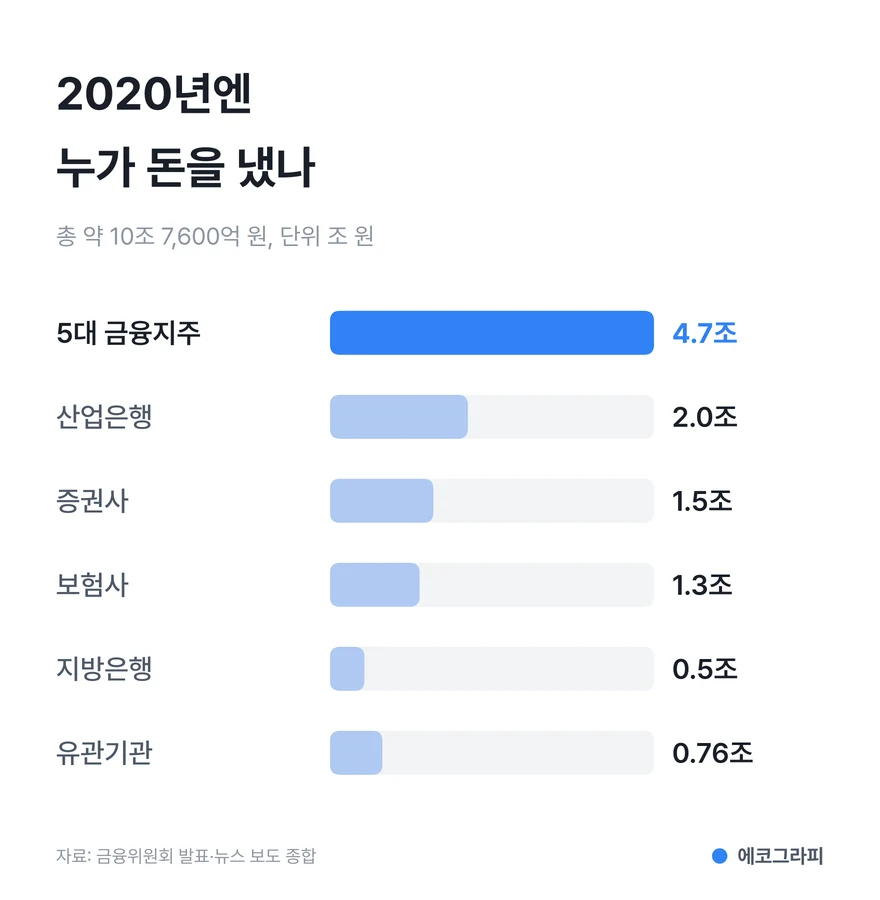 2020년엔
누가 돈을 냈나
총 약 10조 7,600억 원, 단위 조 원
5대 금융지주 4.7조
산업은행 2.0조
증권사 1.5조
보험사 1.3조
지방은행 0.5조
유관기관 0.76조
자료: 금융위원회 발표·뉴스 보도 종합
에코그라피